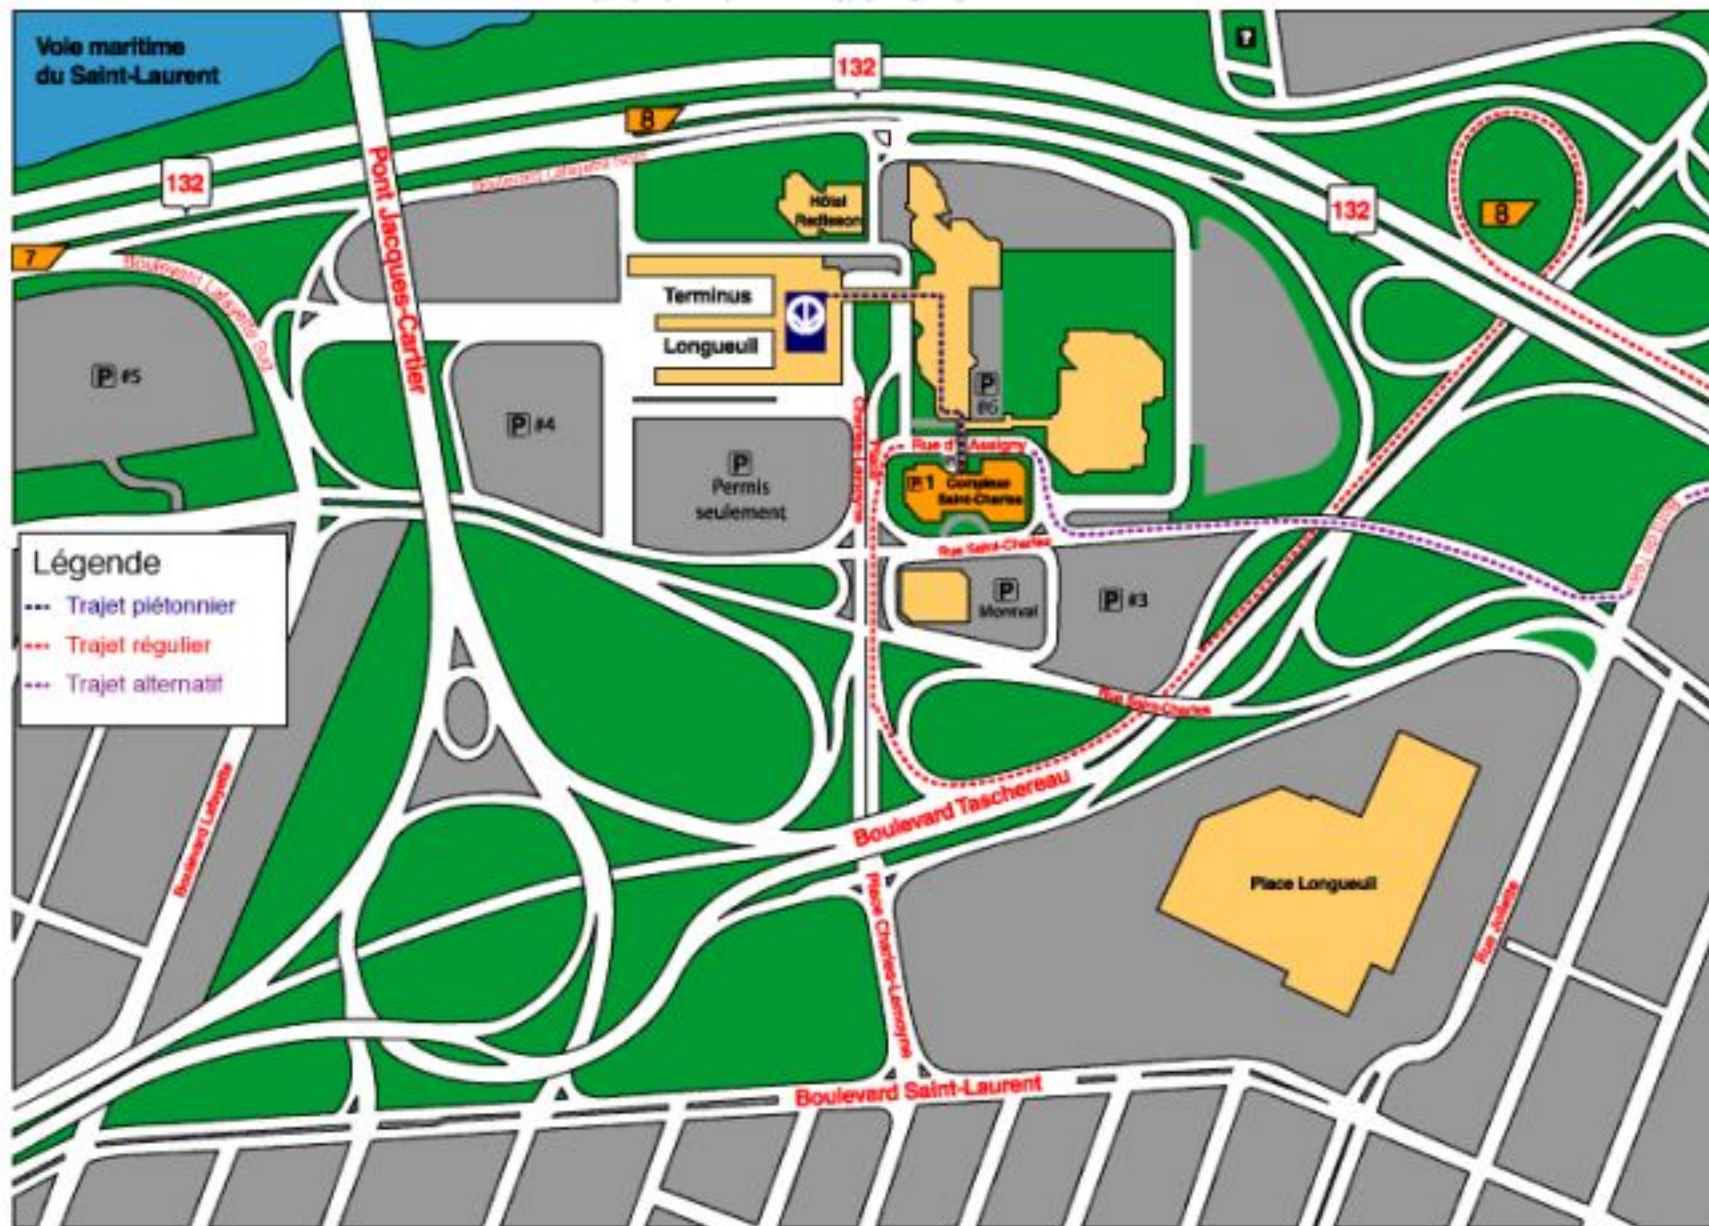 Voie maritime
du Saint-Laurent
132
8
132
Pont Jacques-Cartier
Boulevard Lafayette Nord
Hôtel
Radisson
132
8
7
Boulevard Lafayette Sud
Terminus
Longueuil
P #5
P #4
P
#6
P
Permis
seulement
Place
Charles-Lemoyne
Rue d'Assigny
P 1 Complexe
Saint-Charles
Rue Saint-Charles
P
Montval
P #3
Légende
Trajet piétonnier
Trajet régulier
Trajet alternatif
Rue Saint-Charles
Boulevard Lafayette
Boulevard Taschereau
Place Longueuil
Rue Joliette
Place Charles-Lemoyne
Boulevard Saint-Laurent